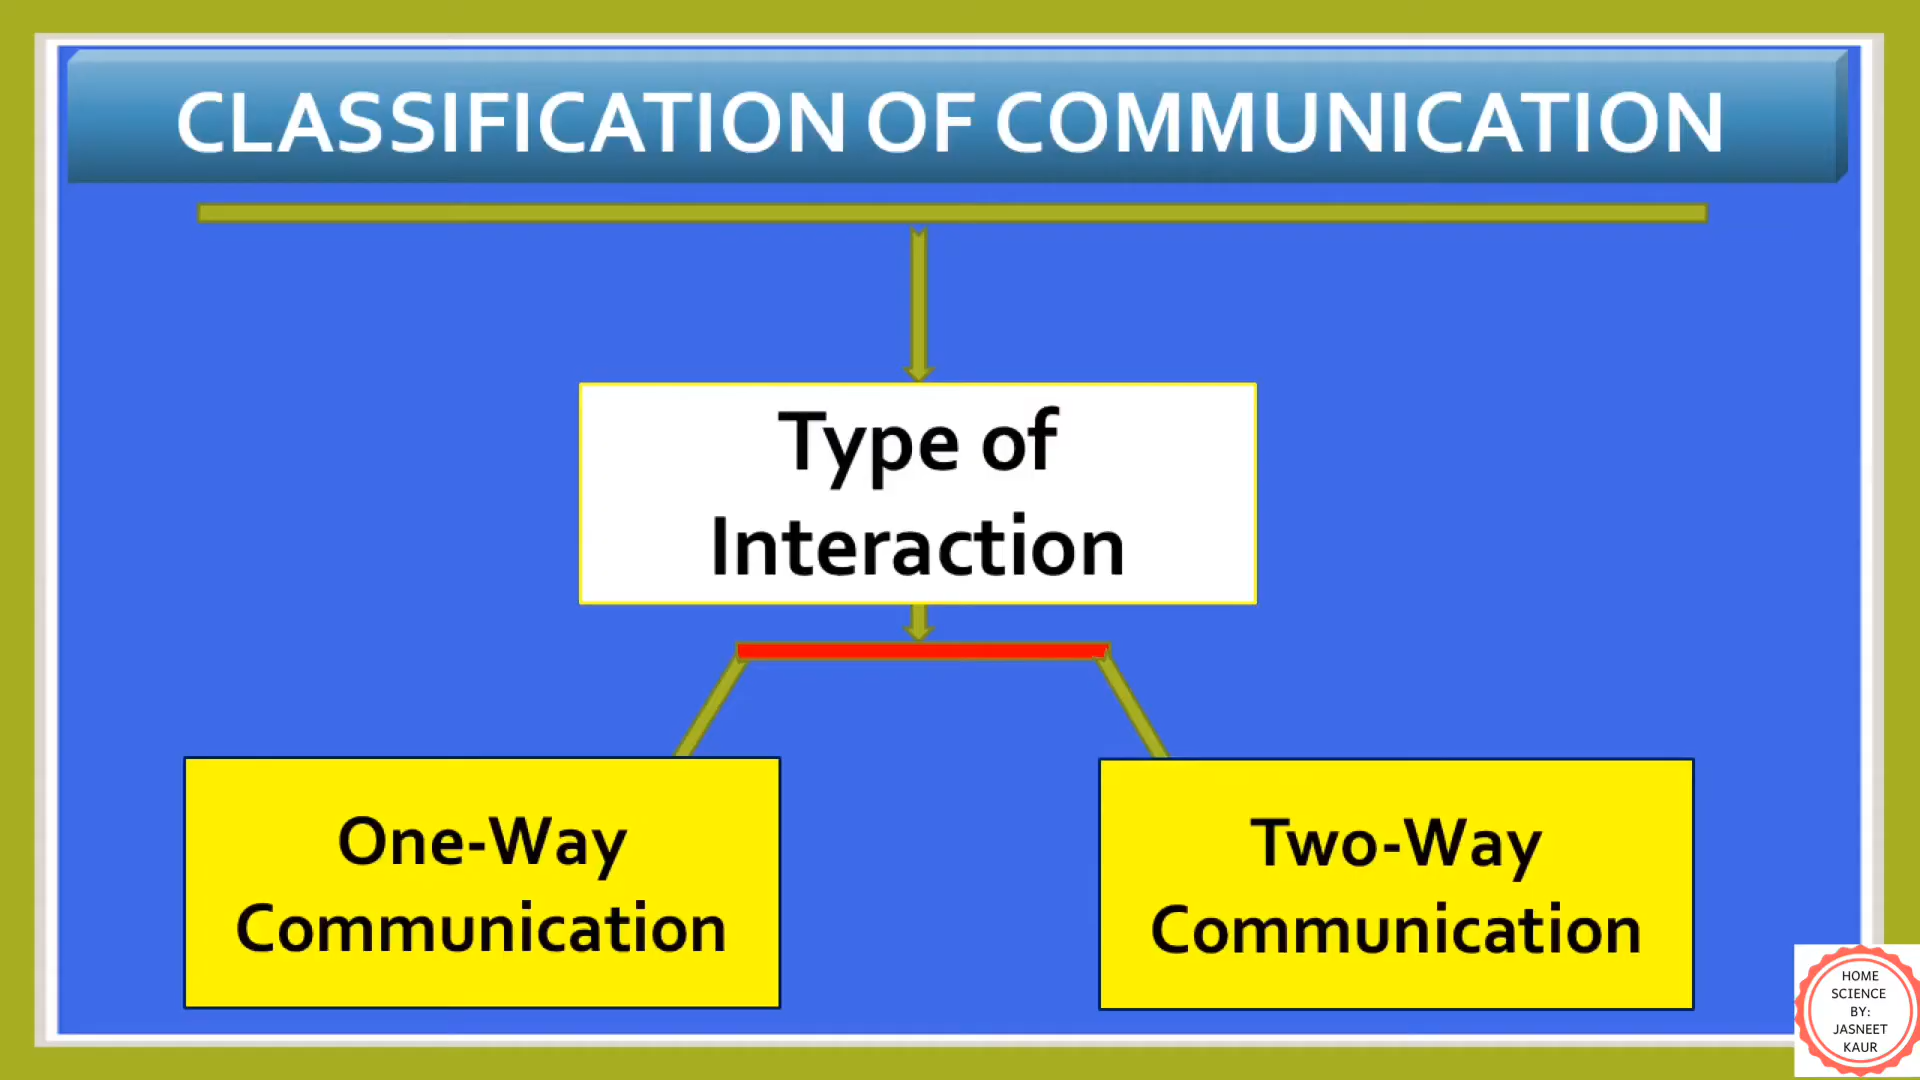 CLASSIFICATION OF COMMUNICATION
Type of
Interaction
One-Way
Communication
Two-Way
Communication
HOME
SCIENCE
BY:
JASNEET
KAUR